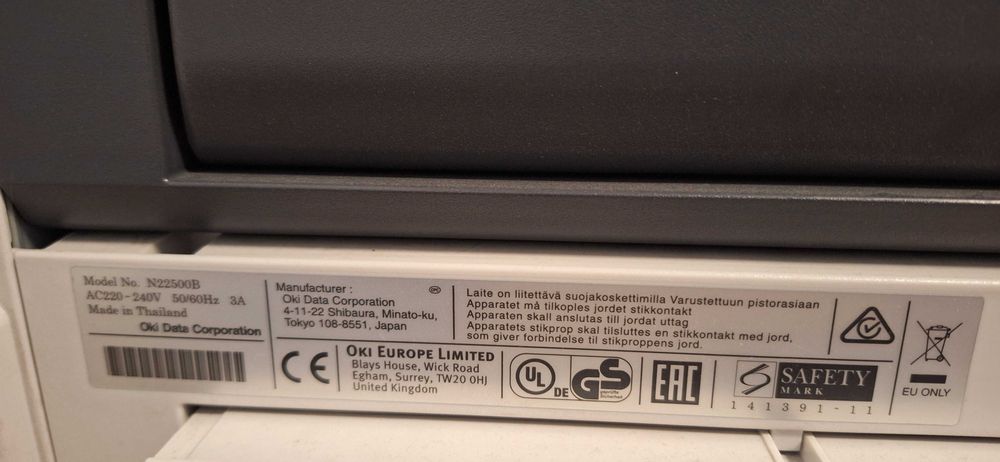 Model No. N22500B
AC220-240V 50/60Hz 3A
Made in Thailand
Oki Data Corporation
Manufacturer :
Oki Data Corporation
4-11-22 Shibaura, Minato-ku,
Tokyo 108-8551, Japan
Laite on liitettävä suojakoskettimilla Varustettuun pistorasiaan
Apparatet må tilkoples jordet stikkontakt
Apparaten skall anslutas till jordat uttag
Apparatets stikprop skal tilsluttes en stikkontakt med jord,
som giver forbindelse til stikproppens jord.
CE
OKI EUROPE LIMITED
Blays House, Wick Road
Egham, Surrey, TW20 0HJ
United Kingdom
UL
DE
GS
geprüfte
Sicherheit
EAC
S
SAFETY
MARK
141391-11
EU ONLY